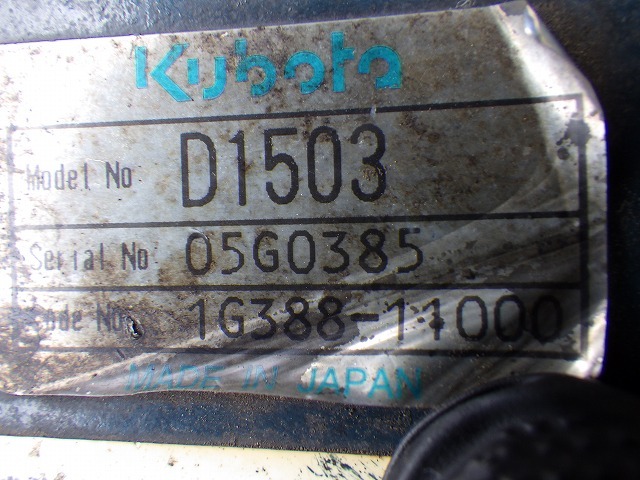 Kubota
Model No D1503
Serial No 05G0385
Code No 1G388-11000
MADE IN JAPAN